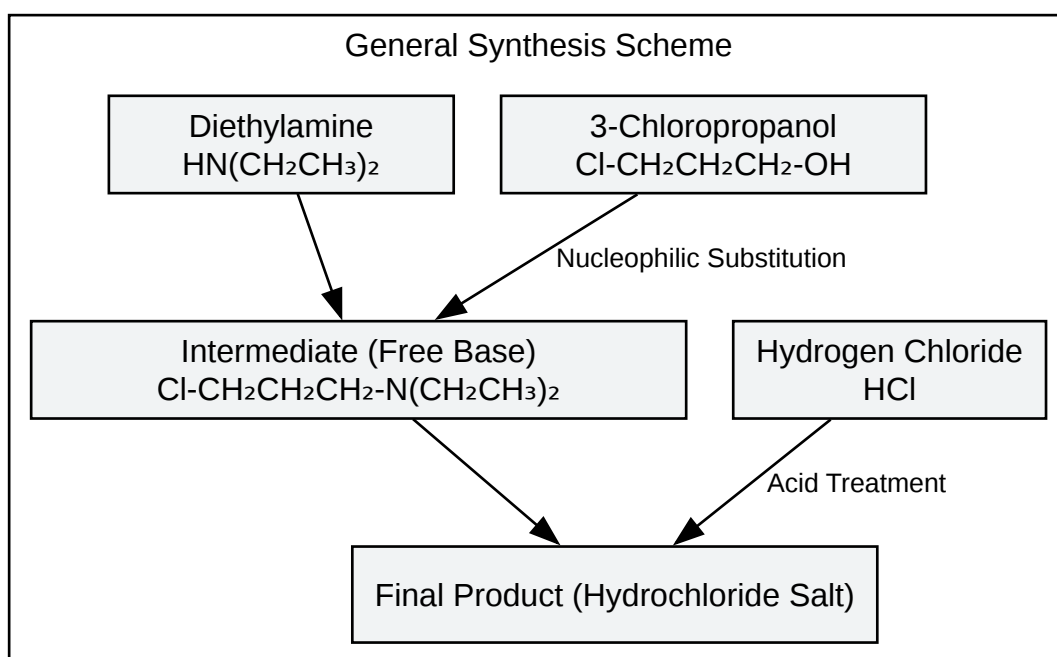 General Synthesis Scheme
Diethylamine
HN(CH₂CH₃)₂
3-Chloropropanol
Cl-CH₂CH₂CH₂-OH
Nucleophilic Substitution
Intermediate (Free Base)
Cl-CH₂CH₂CH₂-N(CH₂CH₃)₂
Hydrogen Chloride
HCl
Acid Treatment
Final Product (Hydrochloride Salt)